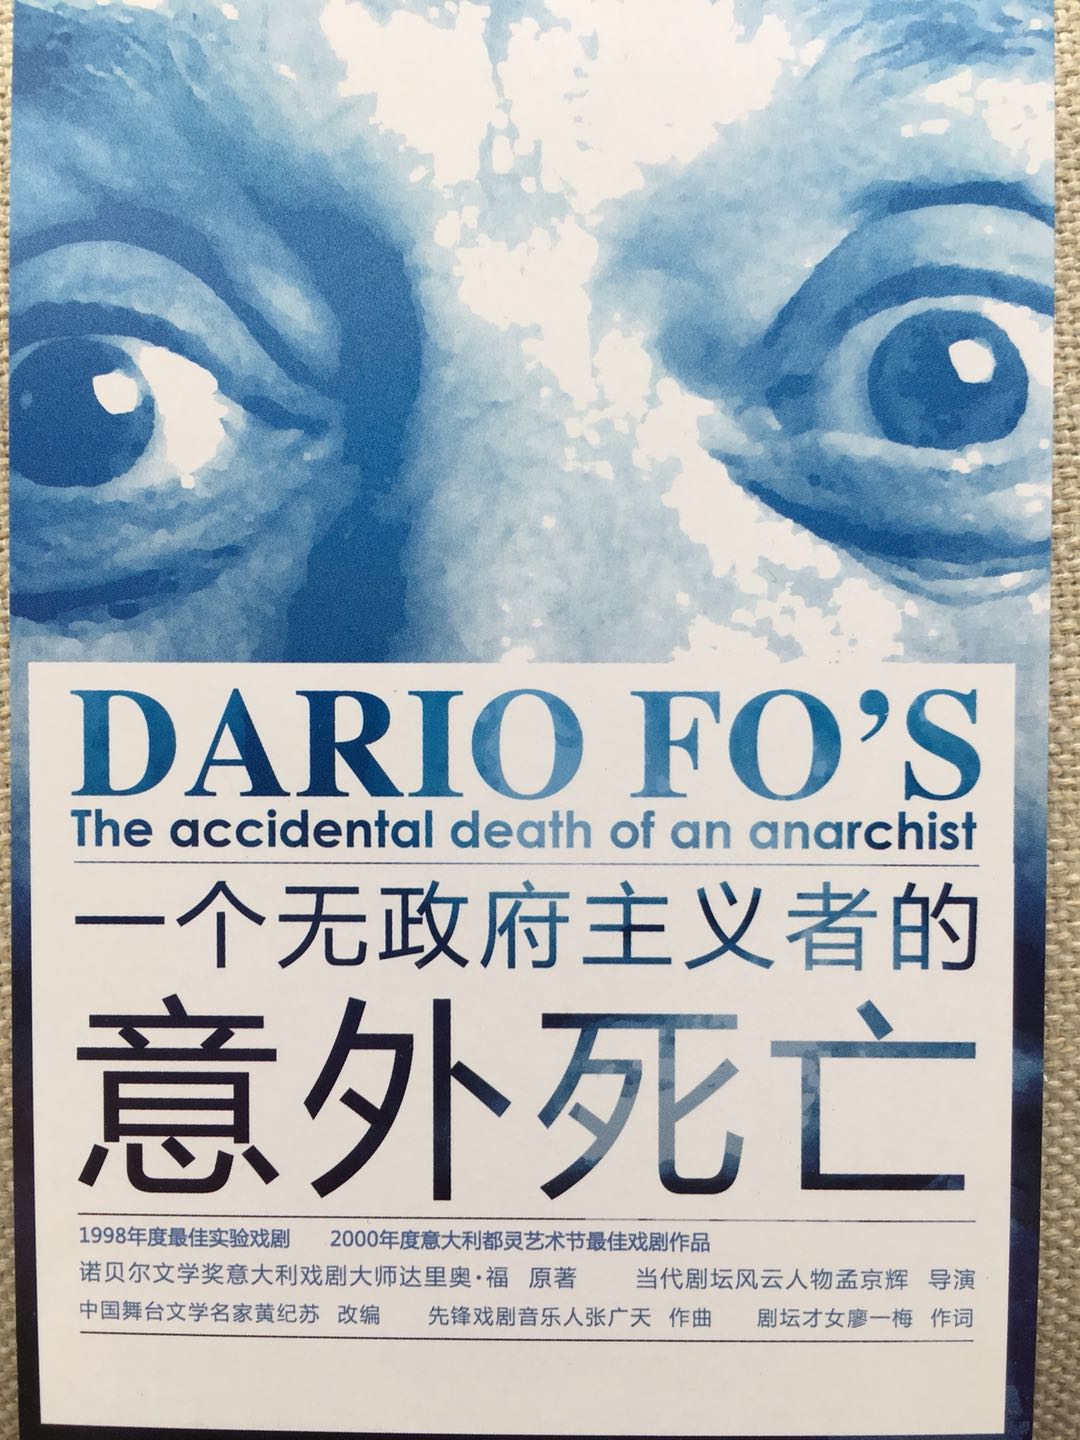 DARIO FO'S
The accidental death of an anarchist
一个无政府主义者的
意外死亡
1998年度最佳实验戏剧 2000年度意大利都灵艺术节最佳戏剧作品
诺贝尔文学奖意大利戏剧大师达里奥·福 原著 当代剧坛风云人物孟京辉 导演
中国舞台文学名家黄纪苏 改编 先锋戏剧音乐人张广天 作曲 剧坛才女廖一梅 作词